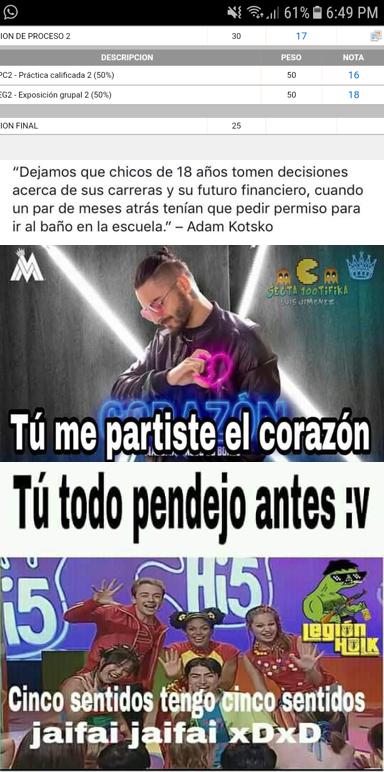 61% 6:49 PM
ION DE PROCESO 2 30 17
DESCRIPCION PESO NOTA
PC2 - Práctica calificada 2 (50%) 50 16
EG2 - Exposición grupal 2 (50%) 50 18
ION FINAL 25
“Dejamos que chicos de 18 años tomen decisiones
acerca de sus carreras y su futuro financiero, cuando
un par de meses atrás tenían que pedir permiso para
ir al baño en la escuela.” – Adam Kotsko
M
SECTA 100TIFIKA
LUIS JIMENEZ
CORAZÓN
Tú me partiste el corazón
Tú todo pendejo antes :v
i5 Hi5
Legion
Holk
Cinco sentidos tengo cinco sentidos
jaifai jaifai xDxD